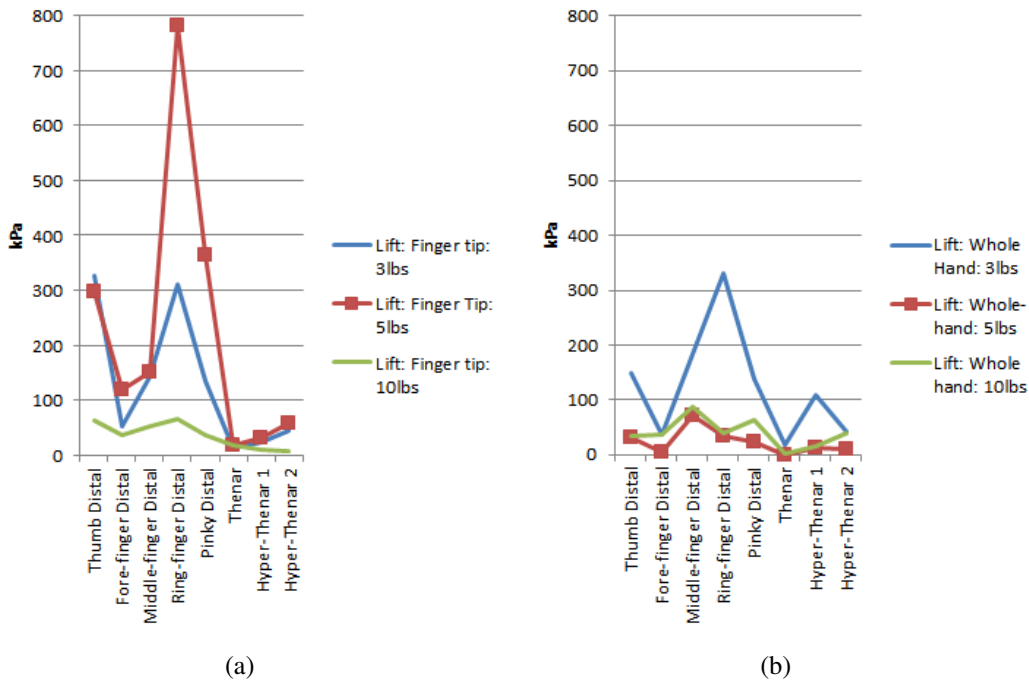 800
700
600
500
400
300
200
100
0
kPa
Thumb Distal
Fore-finger Distal
Middle-finger Distal
Ring-finger Distal
Pinky Distal
Thenar
Hyper-Thenar 1
Hyper-Thenar 2
Lift: Finger tip:
3lbs
Lift: Finger Tip:
5lbs
Lift: Finger tip:
10lbs
(a)
800
700
600
500
400
300
200
100
0
kPa
Thumb Distal
Fore-finger Distal
Middle-finger Distal
Ring-finger Distal
Pinky Distal
Thenar
Hyper-Thenar 1
Hyper-Thenar 2
Lift: Whole
Hand: 3lbs
Lift: Whole-
hand: 5lbs
Lift: Whole
hand: 10lbs
(b)